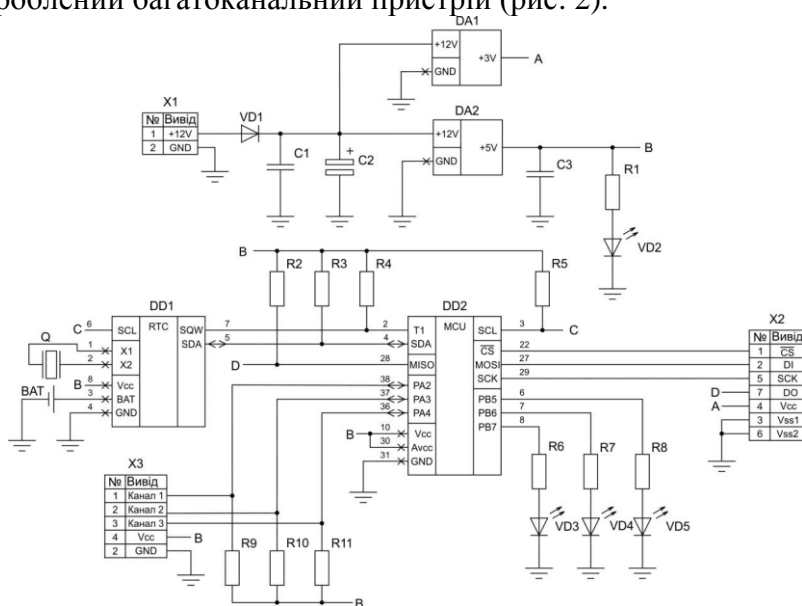 роблений багатоканальний пристрій (рис. 2).
DA1
+12V
+3V
A
GND
X1
№ Вивід
1 +12V
2 GND
VD1
C1
+
C2
DA2
+12V
+5V
B
GND
C3
R1
VD2
B
R2
R3
R4
R5
DD1
DD2
C 6 SCL RTC SQW 7
2 T1 MCU SCL 3 C
Q
1 X1 SDA 5
4 SDA
2 X2
CS 22
D 28 MISO MOSI 27
SCK 29
B 8 Vcc
BAT 3 BAT
4 GND
38 PA2
37 PA3 PB5 6
36 PA4 PB6 7
PB7 8
B 10 Vcc
30 Avcc
31 GND
X2
№ Вивід
1 CS
2 DI
5 SCK
D 7 DO
A 4 Vcc
3 Vss1
6 Vss2
R6
R7
R8
VD3
VD4
VD5
X3
№ Вивід
1 Канал 1
2 Канал 2
3 Канал 3
4 Vcc B
2 GND
R9
R10
R11
B